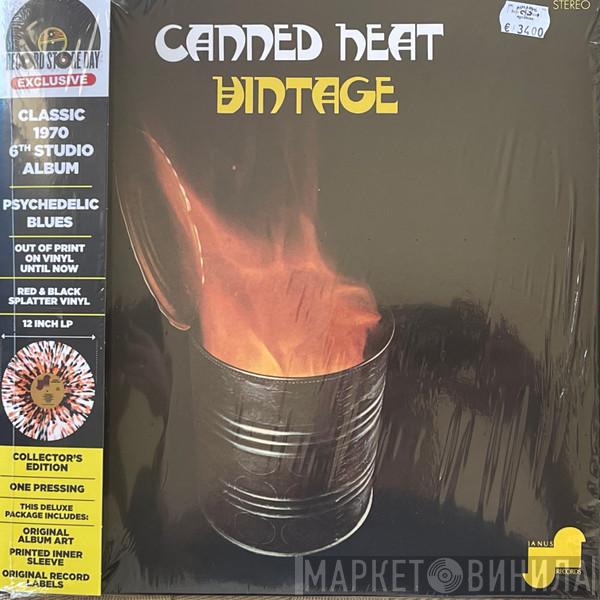 RECORD STORE DAY
EXCLUSIVE
CLASSIC
1970
6TH STUDIO
ALBUM
PSYCHEDELIC
BLUES
OUT OF PRINT
ON VINYL
UNTIL NOW
RED & BLACK
SPLATTER VINYL
12 INCH LP
COLLECTOR'S
EDITION
ONE PRESSING
THIS DELUXE
PACKAGE INCLUDES:
ORIGINAL
ALBUM ART
PRINTED INNER
SLEEVE
ORIGINAL RECORD
LABELS
CANNED HEAT
VINTAGE
STEREO
€ 3400
JANUS
RECORDS
МАРКЕТ ВИНИЛА